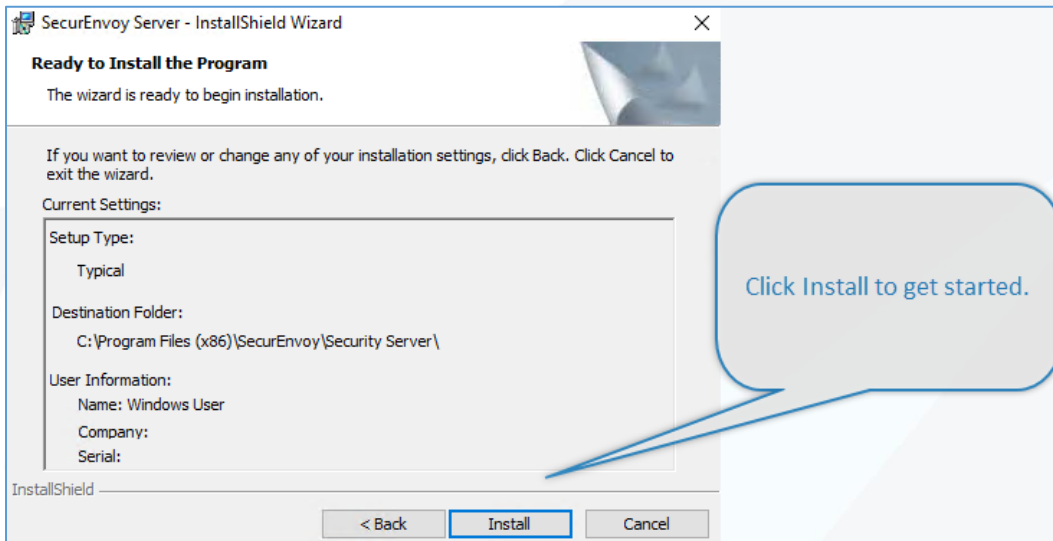 SecurEnvoy Server - InstallShield Wizard
Ready to Install the Program
The wizard is ready to begin installation.
If you want to review or change any of your installation settings, click Back. Click Cancel to
exit the wizard.
Current Settings:
Setup Type:
Typical
Destination Folder:
C:\Program Files (x86)\SecurEnvoy\Security Server\
User Information:
Name: Windows User
Company:
Serial:
InstallShield
< Back
Install
Cancel
Click Install to get started.